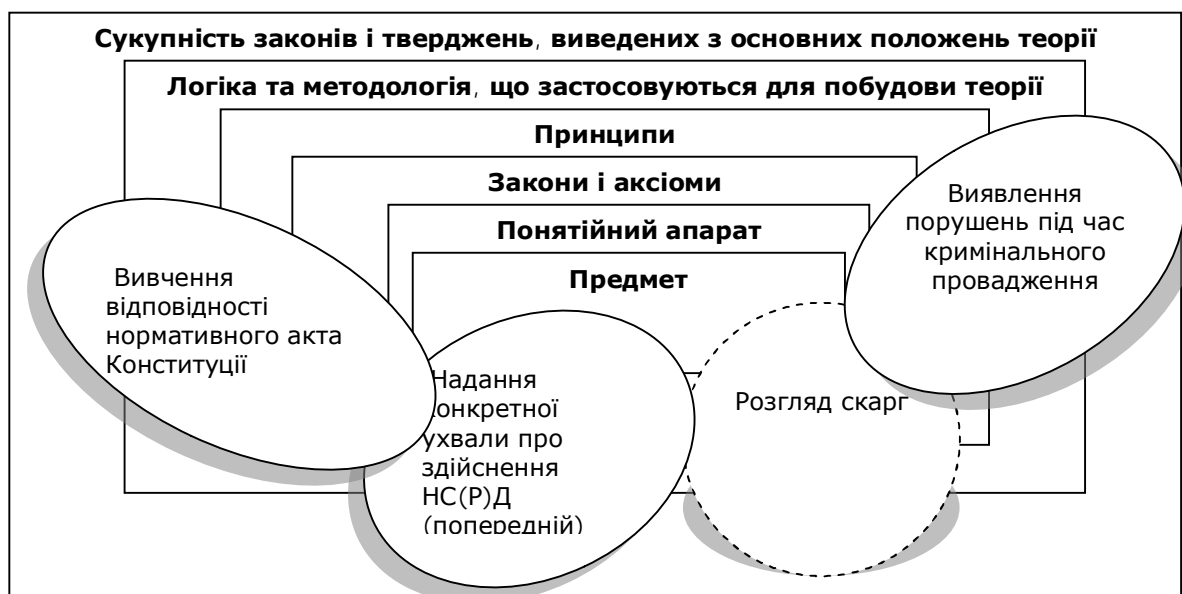 Сукупність законів і тверджень, виведених з основних положень теорії
Логіка та методологія, що застосовуються для побудови теорії
Принципи
Закони і аксіоми
Понятійний апарат
Предмет
Вивчення
відповідності
нормативного акта
Конституції
Надання
конкретної
ухвали про
здійснення
НС(Р)Д
(попередній)
Розгляд скарг
Виявлення
порушень під час
кримінального
провадження